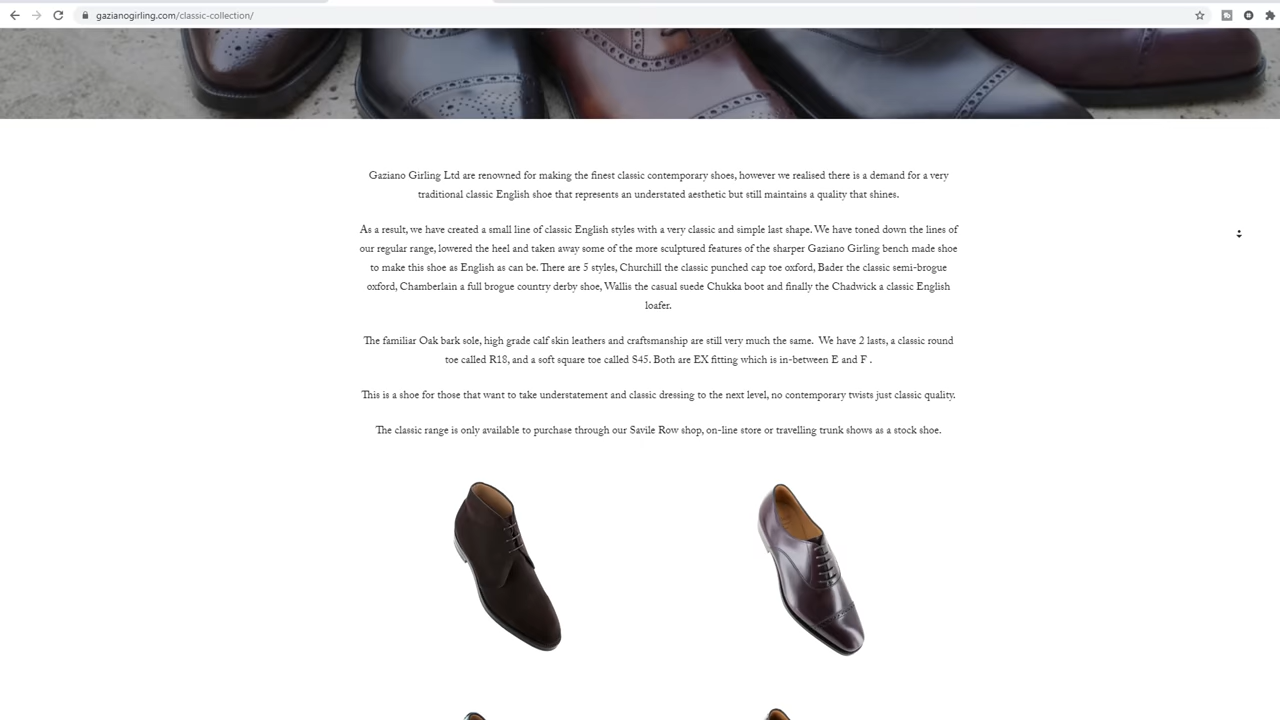 gazianogirling.com/classic-collection/
Gaziano Girling Ltd are renowned for making the finest classic contemporary shoes, however we realised there is a demand for a very
traditional classic English shoe that represents an understated aesthetic but still maintains a quality that shines.
As a result, we have created a small line of classic English styles with a very classic and simple last shape. We have toned down the lines of
our regular range, lowered the heel and taken away some of the more sculptured features of the sharper Gaziano Girling bench made shoe
to make this shoe as English as can be. There are 5 styles, Churchill the classic punched cap toe oxford, Bader the classic semi-brogue
oxford, Chamberlain a full brogue country derby shoe, Wallis the casual suede Chukka boot and finally the Chadwick a classic English
loafer.
The familiar Oak bark sole, high grade calf skin leathers and craftsmanship are still very much the same.  We have 2 lasts, a classic round
toe called R18, and a soft square toe called S45. Both are EX fitting which is in-between E and F .
This is a shoe for those that want to take understatement and classic dressing to the next level, no contemporary twists just classic quality.
The classic range is only available to purchase through our Savile Row shop, on-line store or travelling trunk shows as a stock shoe.